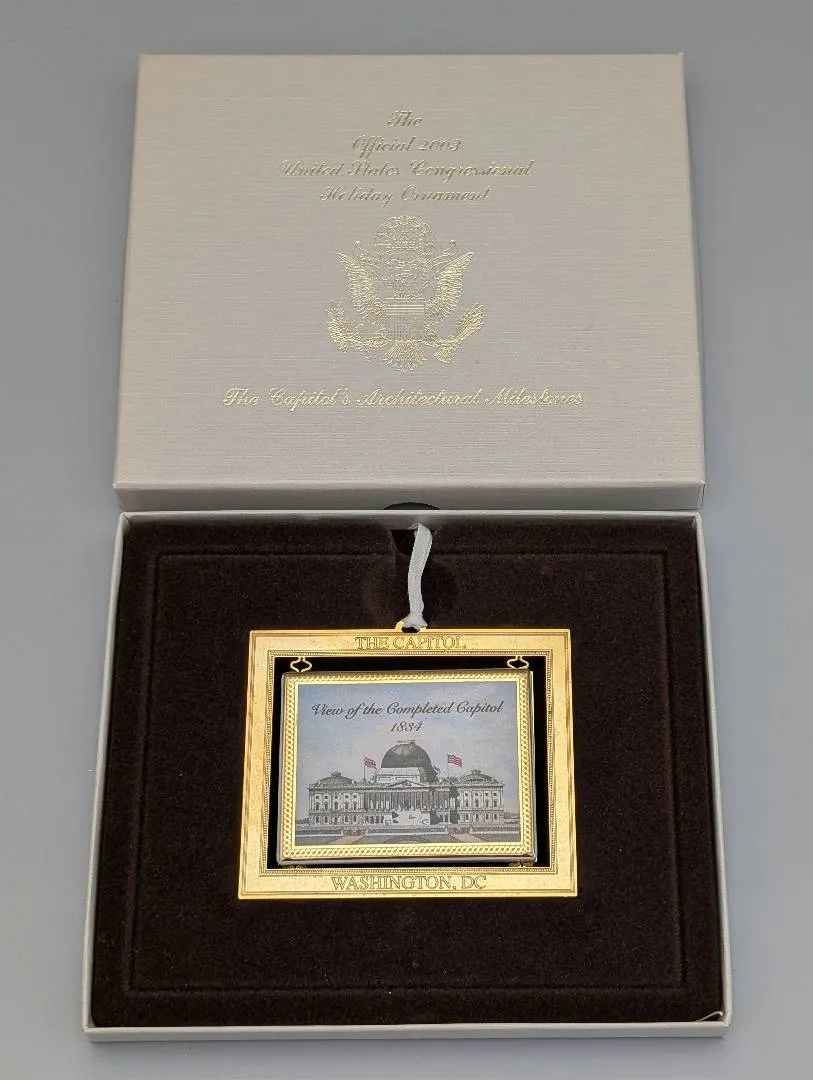 The
Official 2003
United States Congressional
Holiday Ornament
The Capitol's Architectural Milestones
THE CAPITOL
View of the Completed Capitol
1834
WASHINGTON, DC